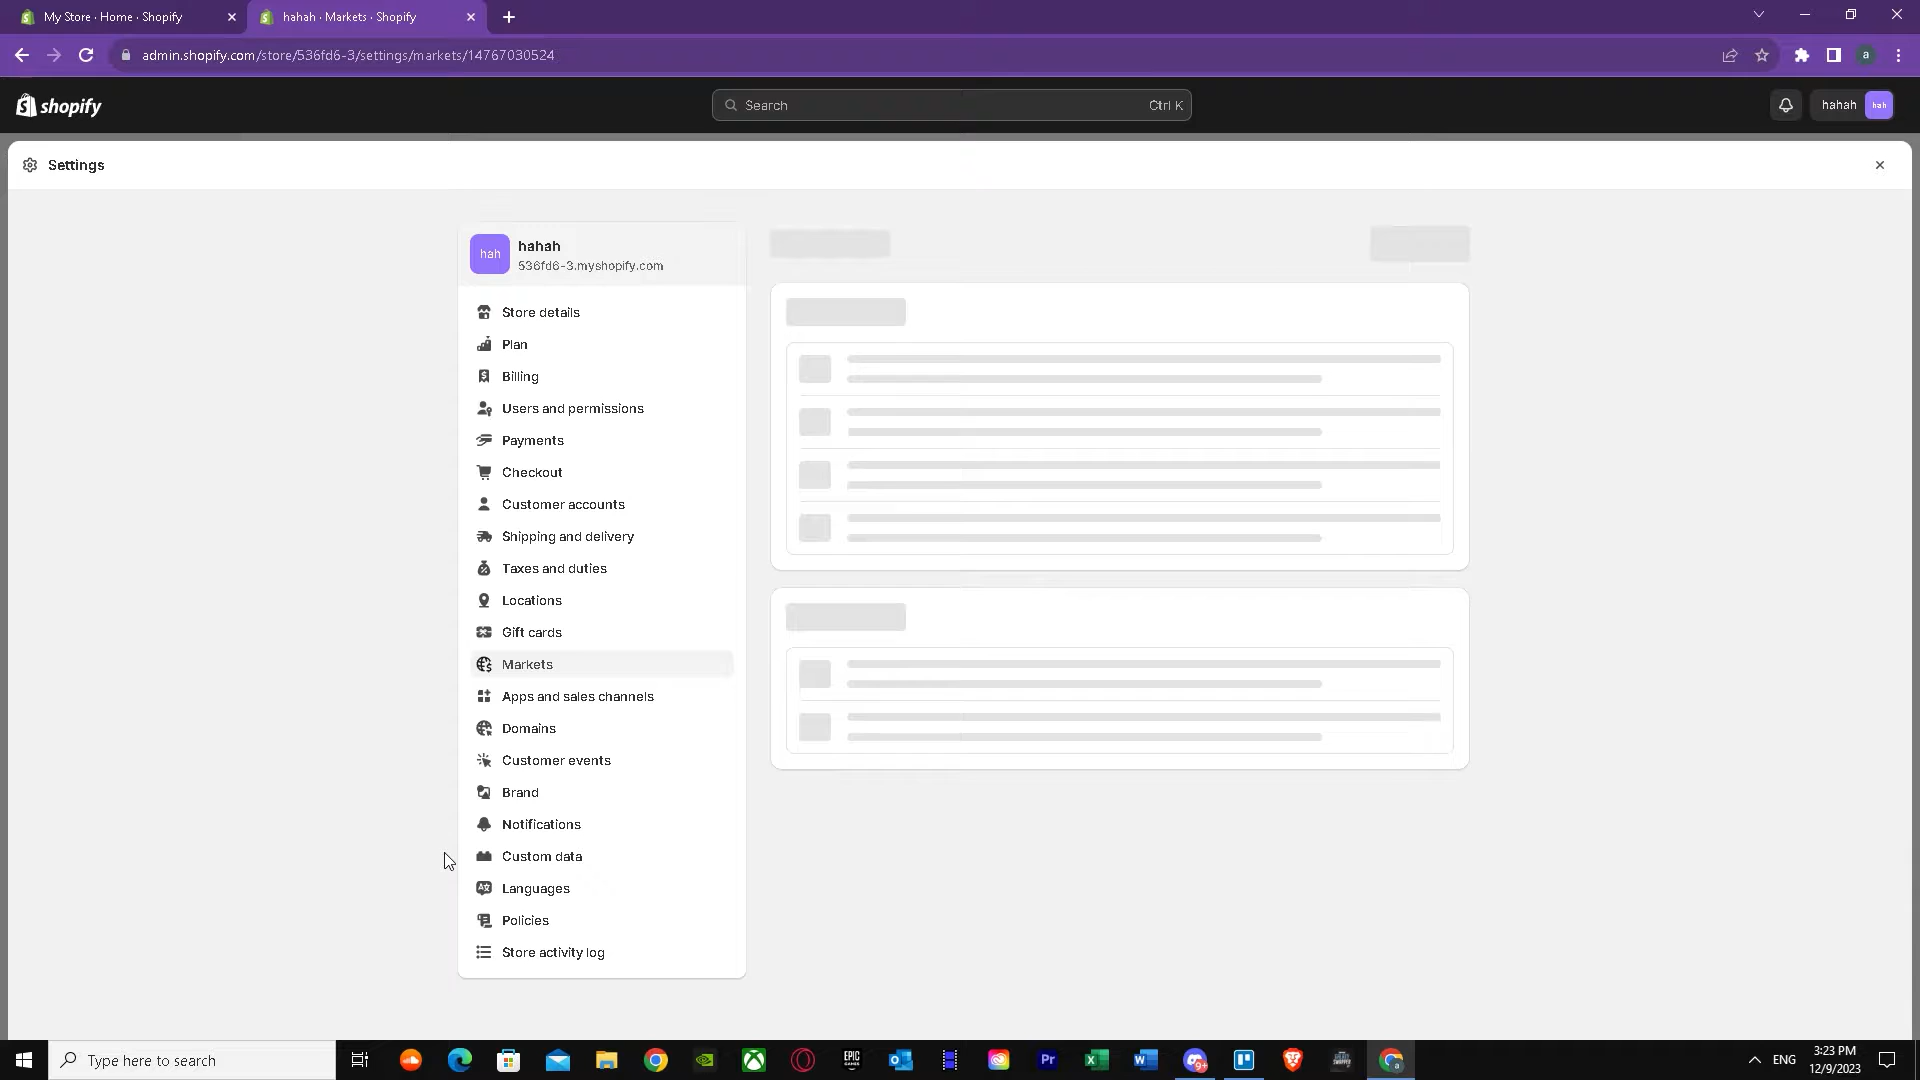 My Store · Home · Shopify
hahah · Markets · Shopify
admin.shopify.com/store/536fd6-3/settings/markets/14767030524
a
shopify
Search
Ctrl K
hahah
hah
Settings
hah
hahah
536fd6-3.myshopify.com
Store details
Plan
Billing
Users and permissions
Payments
Checkout
Customer accounts
Shipping and delivery
Taxes and duties
Locations
Gift cards
Markets
Apps and sales channels
Domains
Customer events
Brand
Notifications
Custom data
Languages
Policies
Store activity log
Type here to search
EPIC
GAMES
Pr
9+
a
ENG
3:23 PM
12/9/2023